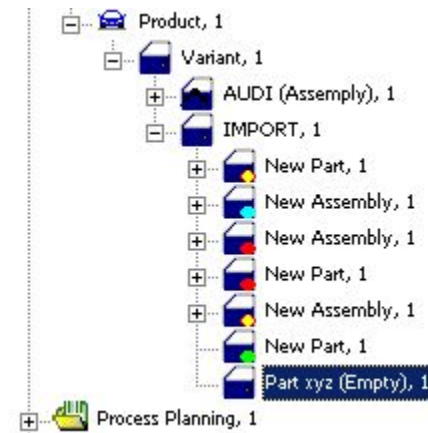 Product, 1
Variant, 1
AUDI (Assemply), 1
IMPORT, 1
New Part, 1
New Assembly, 1
New Assembly, 1
New Part, 1
New Assembly, 1
New Part, 1
Part xyz (Empty), 1
Process Planning, 1